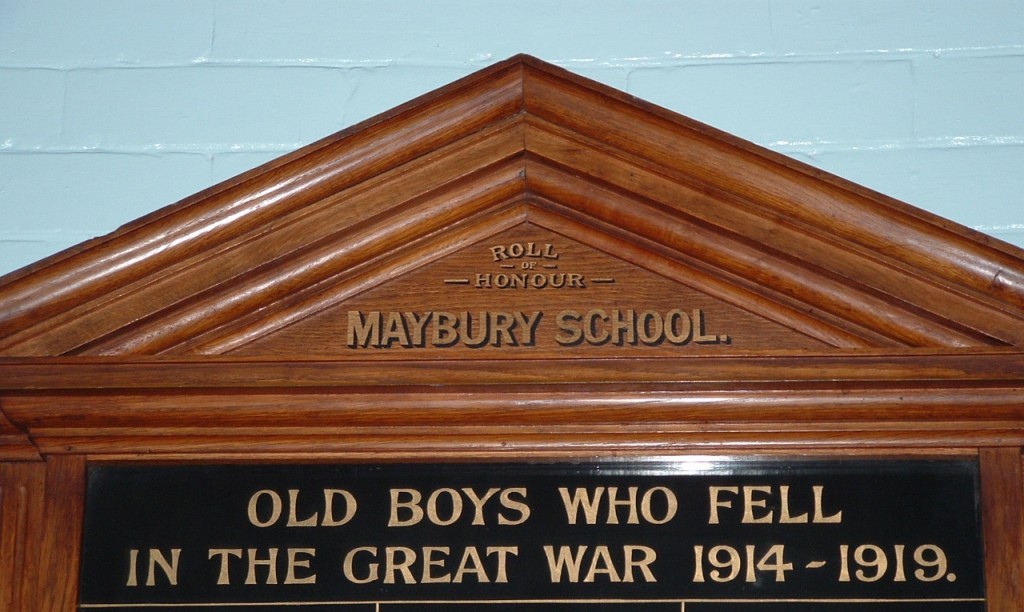 ROLL
OF
HONOUR
MAYBURY SCHOOL.
OLD BOYS WHO FELL
IN THE GREAT WAR 1914-1919.